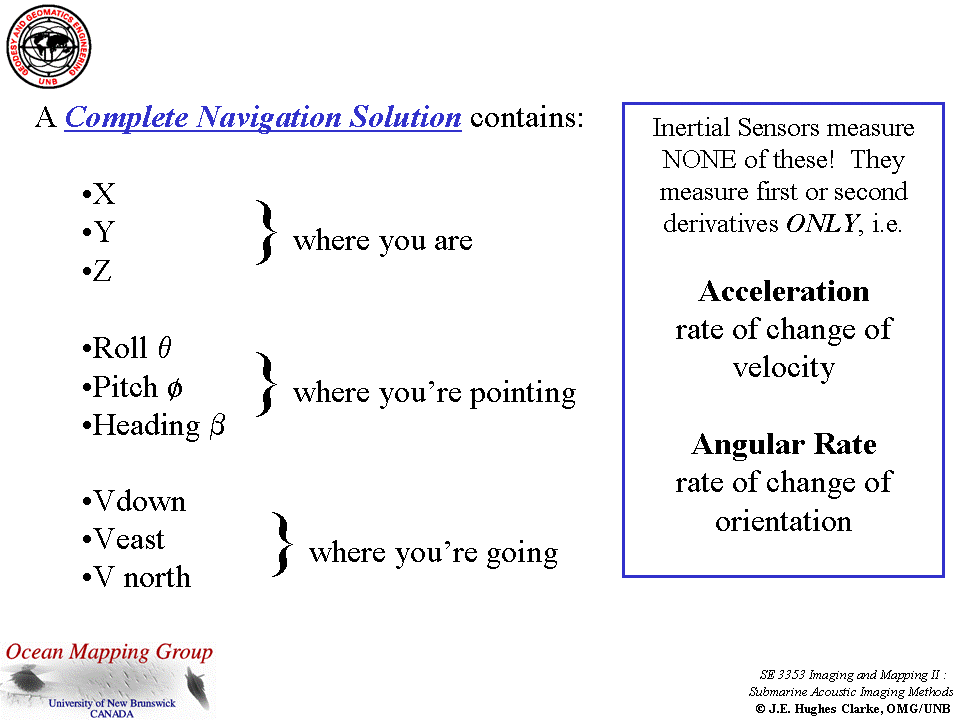 GEODESY AND GEOMATICS ENGINEERING
UNB
A Complete Navigation Solution contains:
•X
•Y
•Z
} where you are
•Roll θ
•Pitch ϕ
•Heading β
} where you're pointing
•Vdown
•Veast
•V north
} where you're going
Inertial Sensors measure
NONE of these!  They
measure first or second
derivatives ONLY, i.e.
Acceleration
rate of change of
velocity
Angular Rate
rate of change of
orientation
Ocean Mapping Group
University of New Brunswick
CANADA
SE 3353 Imaging and Mapping II :
Submarine Acoustic Imaging Methods
© J.E. Hughes Clarke, OMG/UNB